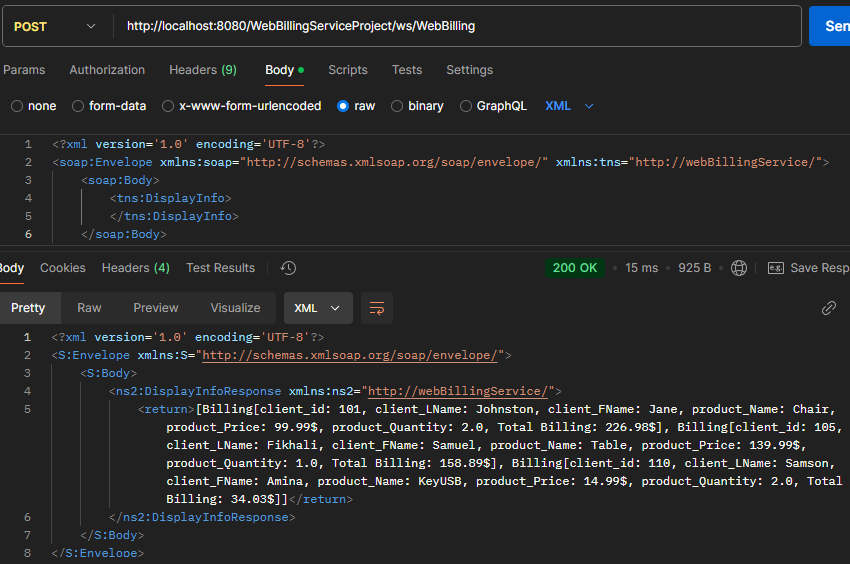 POST http://localhost:8080/WebBillingServiceProject/ws/WebBilling Sen
Params Authorization Headers (9) Body Scripts Tests Settings
none form-data x-www-form-urlencoded raw binary GraphQL XML
1 <?xml version='1.0' encoding='UTF-8'?>
2 <soap:Envelope xmlns:soap="http://schemas.xmlsoap.org/soap/envelope/" xmlns:tns="http://webBillingService/">
3 <soap:Body>
4 <tns:DisplayInfo>
5 </tns:DisplayInfo>
6 </soap:Body>
Body Cookies Headers (4) Test Results 200 OK • 15 ms • 925 B e.g. Save Resp
Pretty Raw Preview Visualize XML
1 <?xml version='1.0' encoding='UTF-8'?>
2 <S:Envelope xmlns:S="http://schemas.xmlsoap.org/soap/envelope/">
3 <S:Body>
4 <ns2:DisplayInfoResponse xmlns:ns2="http://webBillingService/">
5 <return>[Billing[client_id: 101, client_LName: Johnston, client_FName: Jane, product_Name: Chair,
product_Price: 99.99$, product_Quantity: 2.0, Total Billing: 226.98$], Billing[client_id: 105,
client_LName: Fikhali, client_FName: Samuel, product_Name: Table, product_Price: 139.99$,
product_Quantity: 1.0, Total Billing: 158.89$], Billing[client_id: 110, client_LName: Samson,
client_FName: Amina, product_Name: KeyUSB, product_Price: 14.99$, product_Quantity: 2.0, Total
Billing: 34.03$]]</return>
6 </ns2:DisplayInfoResponse>
7 </S:Body>
8 </S:Envelope>